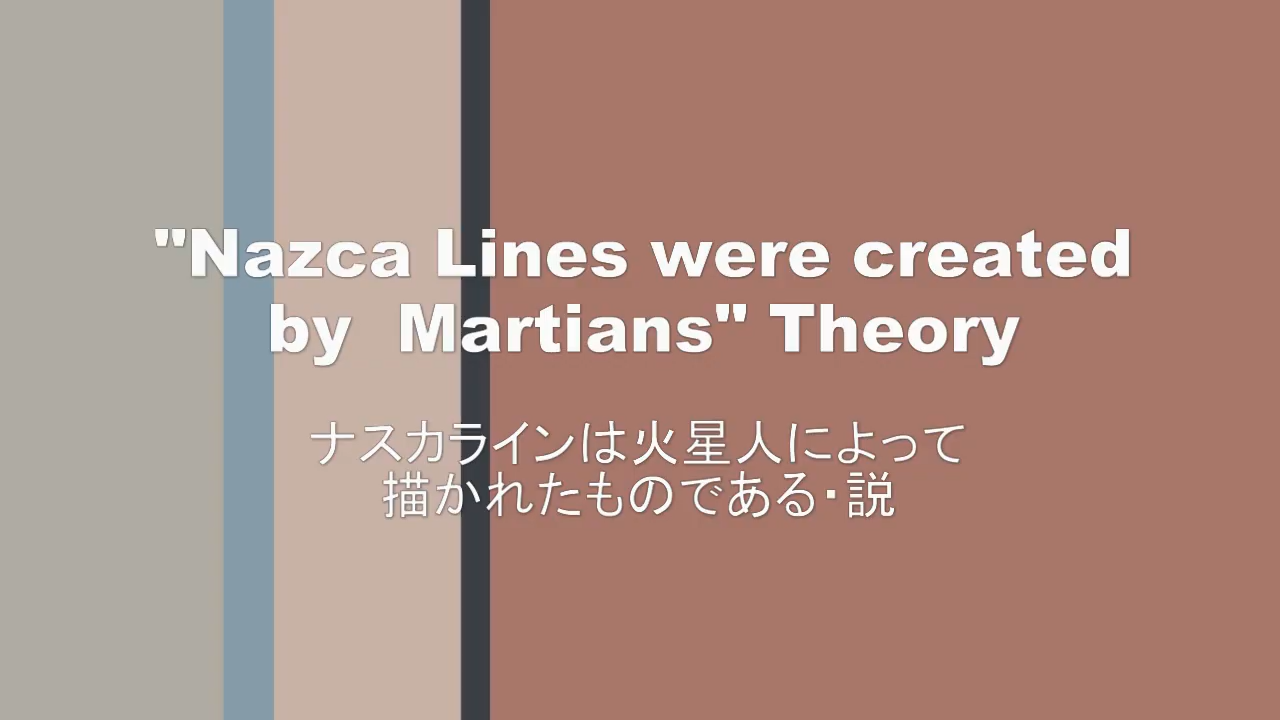 "Nazca Lines were created
by  Martians" Theory
ナスカラインは火星人によって
描かれたものである・説